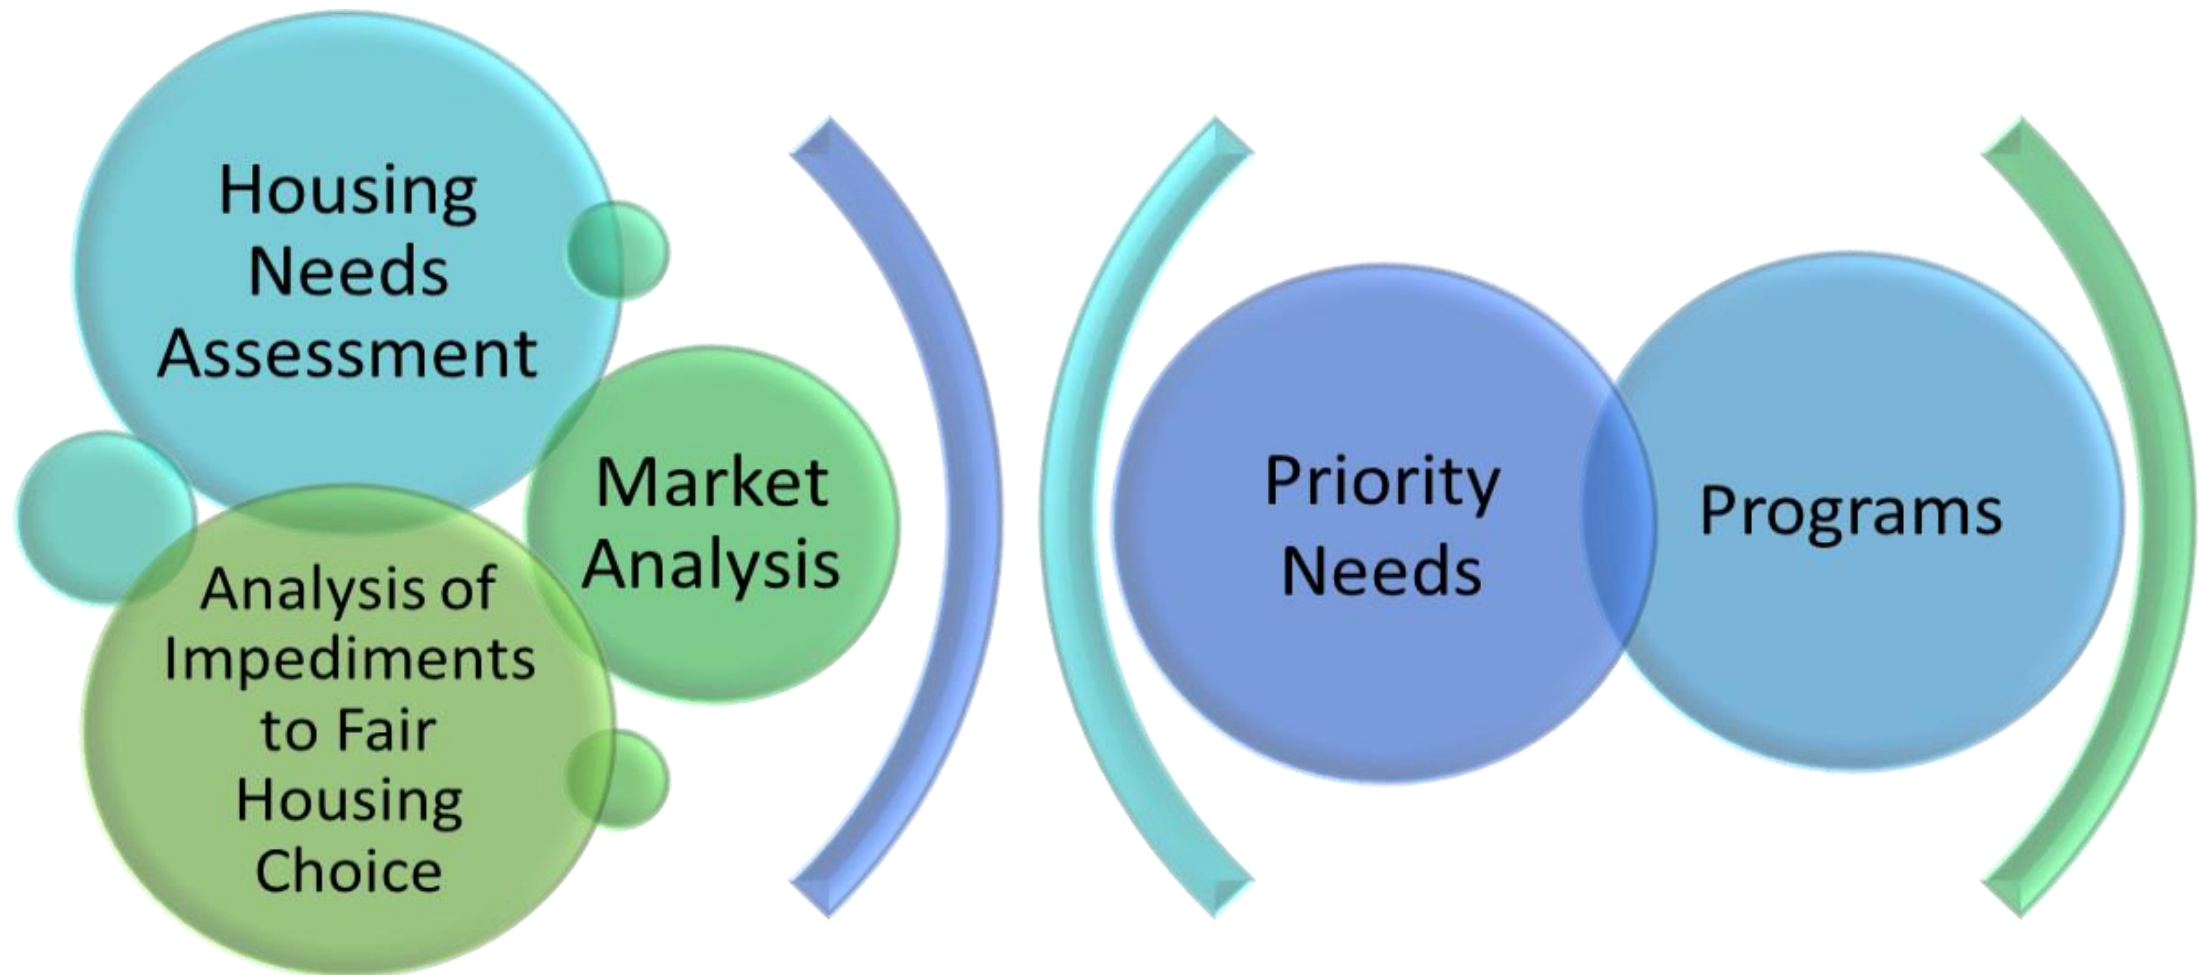 Housing
Needs
Assessment
Market
Analysis
Analysis of
Impediments
to Fair
Housing
Choice
Priority
Needs
Programs